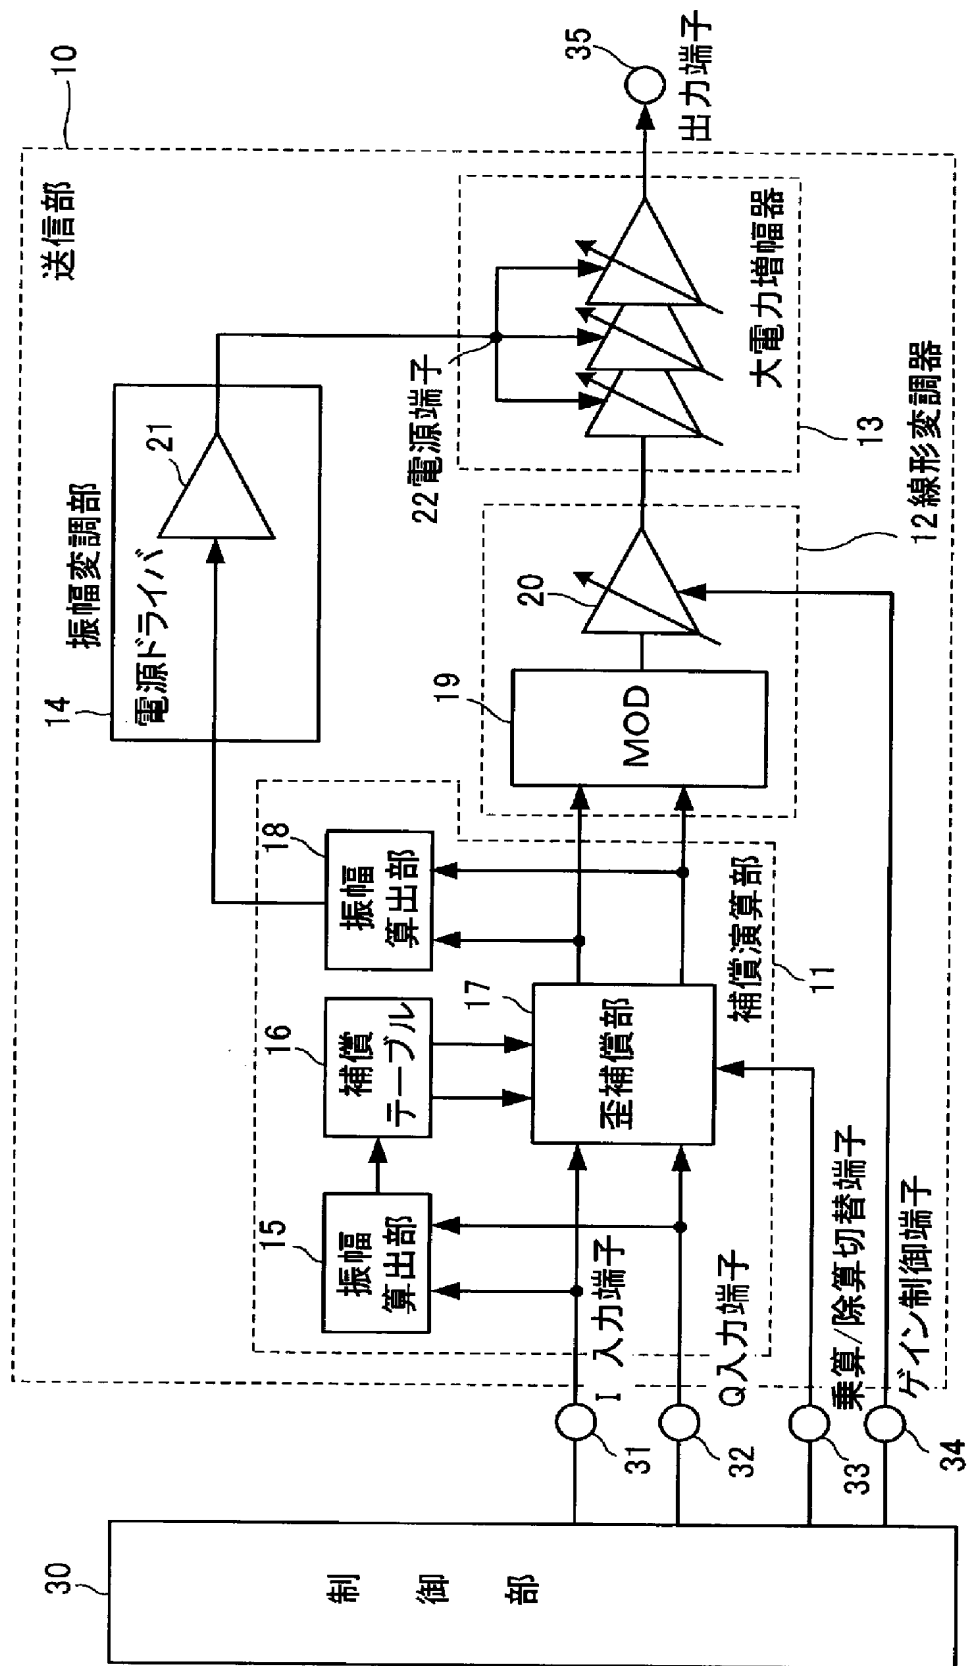 10
送信部
振幅変調部
14
電源ドライバ
21
22電源端子
35
出力端子
大電力増幅器
13
12線形変調器
20
19
MOD
18
振幅
算出部
16
補償
テーブル
15
振幅
算出部
17
歪補償部
補償演算部
11
I 入力端子
31
Q入力端子
32
乗算/除算切替端子
33
ゲイン制御端子
34
30
制御部